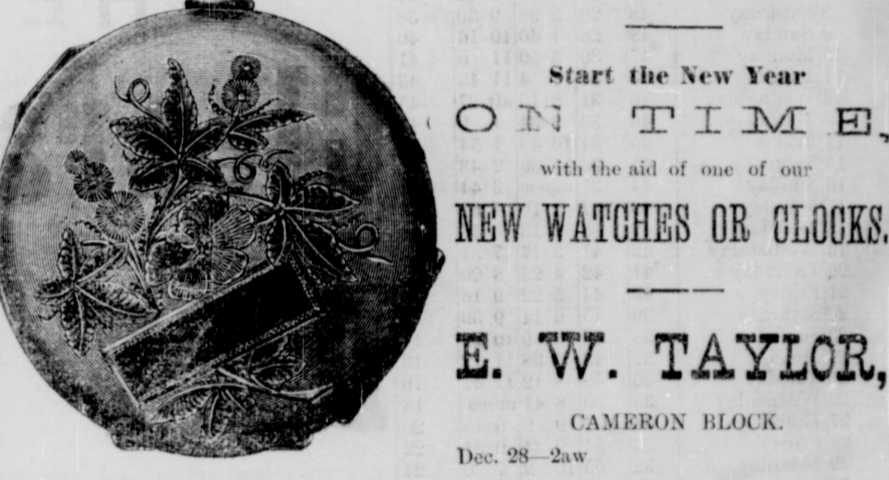 Start the New Year
ON TIME,
with the aid of one of our
NEW WATCHES OR CLOCKS.
E. W. TAYLOR,
CAMERON BLOCK.
Dec. 28—2aw